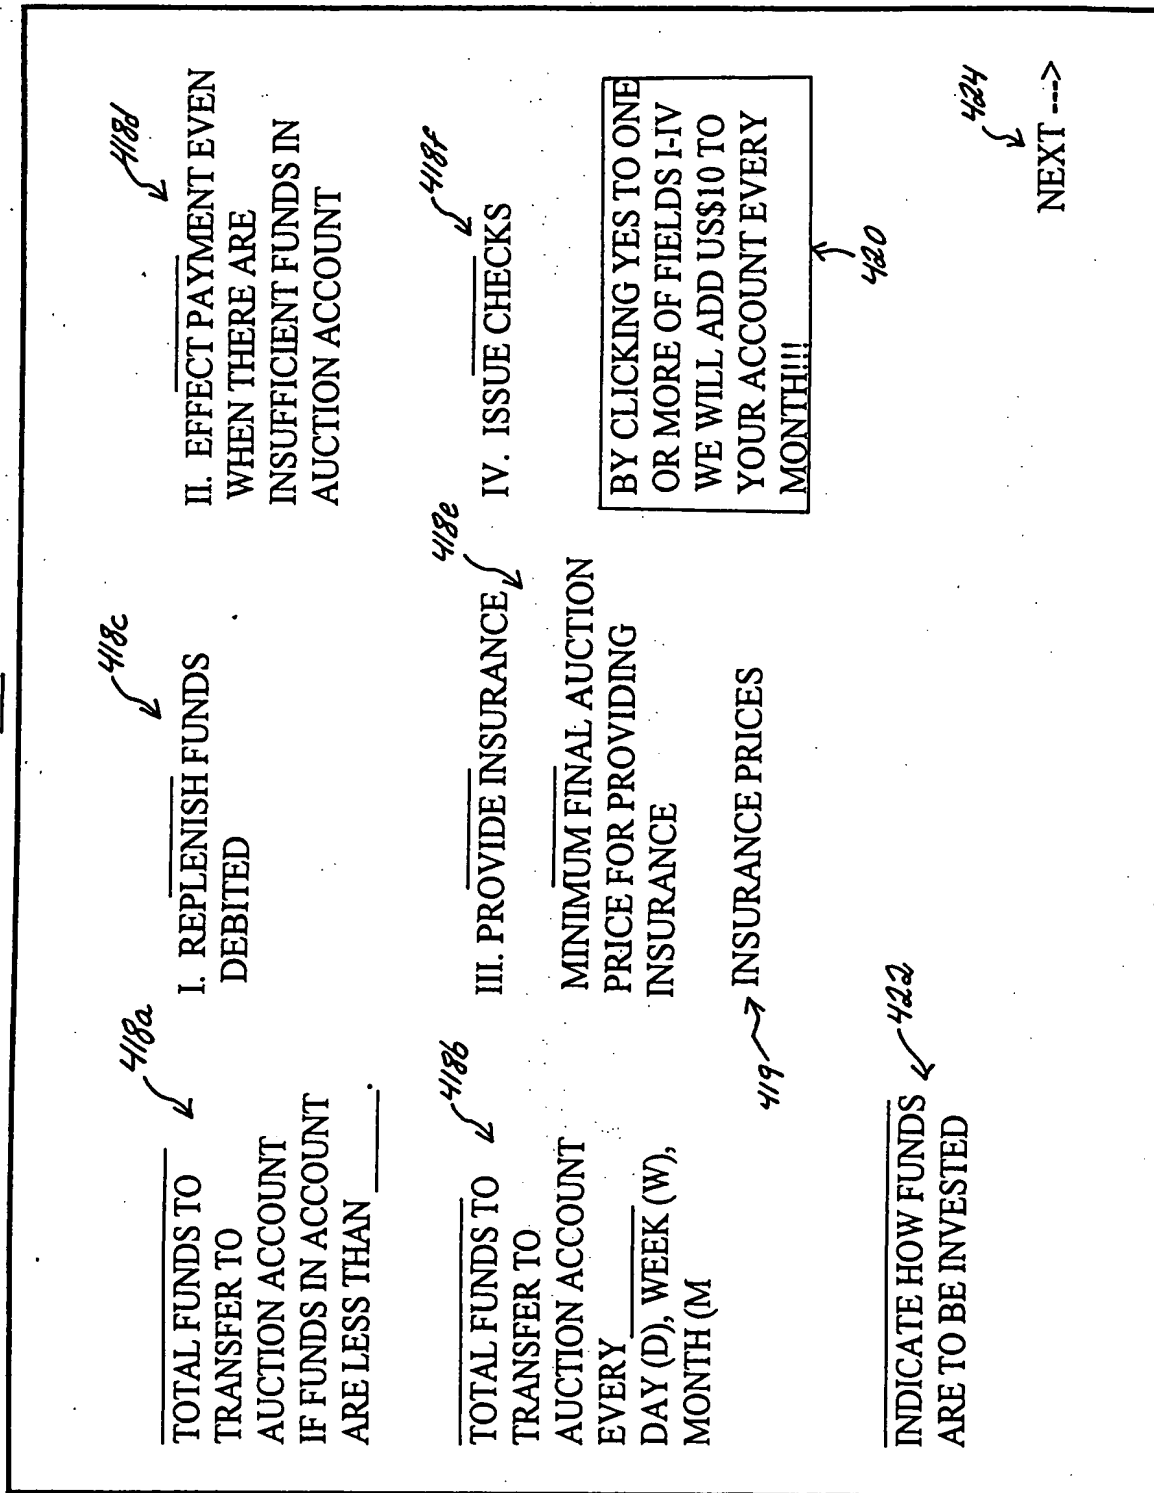 418a
TOTAL FUNDS TO
TRANSFER TO
AUCTION ACCOUNT
IF FUNDS IN ACCOUNT
ARE LESS THAN ____.
418c
I. REPLENISH FUNDS
DEBITED
418d
II. EFFECT PAYMENT EVEN
WHEN THERE ARE
INSUFFICIENT FUNDS IN
AUCTION ACCOUNT
418b
TOTAL FUNDS TO
TRANSFER TO
AUCTION ACCOUNT
EVERY ____
DAY (D), WEEK (W),
MONTH (M
418e
III. PROVIDE INSURANCE
MINIMUM FINAL AUCTION
PRICE FOR PROVIDING
INSURANCE
419
INSURANCE PRICES
418f
IV. ISSUE CHECKS
BY CLICKING YES TO ONE
OR MORE OF FIELDS I-IV
WE WILL ADD US$10 TO
YOUR ACCOUNT EVERY
MONTH!!!
420
422
INDICATE HOW FUNDS
ARE TO BE INVESTED
424
NEXT --->